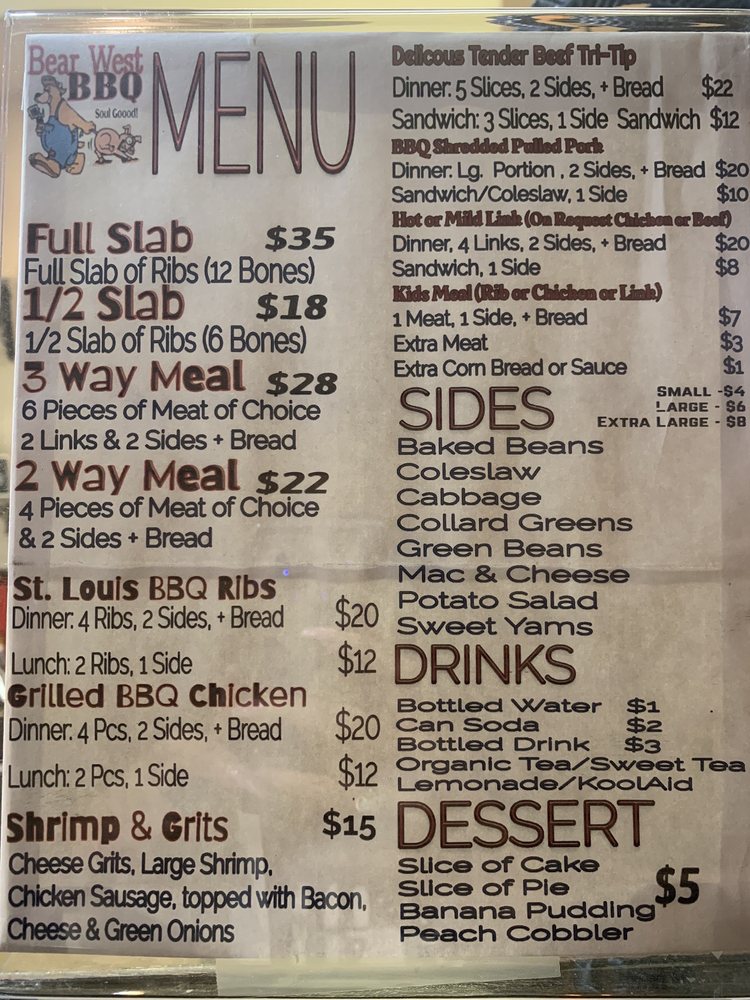 Bear West
BBQ
Soul Goood!
MENU
Full Slab $35
Full Slab of Ribs (12 Bones)
1/2 Slab $18
1/2 Slab of Ribs (6 Bones)
3 Way Meal $28
6 Pieces of Meat of Choice
2 Links & 2 Sides + Bread
2 Way Meal $22
4 Pieces of Meat of Choice
& 2 Sides + Bread
St. Louis BBQ Ribs
Dinner: 4 Ribs, 2 Sides, + Bread $20
Lunch: 2 Ribs, 1 Side $12
Grilled BBQ Chicken
Dinner: 4 Pcs, 2 Sides, + Bread $20
Lunch: 2 Pcs, 1 Side $12
Shrimp & Grits $15
Cheese Grits, Large Shrimp,
Chicken Sausage, topped with Bacon,
Cheese & Green Onions
Delicous Tender Beef Tri-Tip
Dinner: 5 Slices, 2 Sides, + Bread $22
Sandwich: 3 Slices, 1 Side Sandwich $12
BBQ Shredded Pulled Pork
Dinner: Lg. Portion , 2 Sides, + Bread $20
Sandwich/Coleslaw, 1 Side $10
Hot or Mild Link (On Request Chicken or Beef)
Dinner, 4 Links, 2 Sides, + Bread $20
Sandwich, 1 Side $8
Kids Meal (Rib or Chicken or Link)
1 Meat, 1 Side, + Bread $7
Extra Meat $3
Extra Corn Bread or Sauce $1
SIDES
SMALL -$4
LARGE - $6
EXTRA LARGE - $8
Baked Beans
Coleslaw
Cabbage
Collard Greens
Green Beans
Mac & Cheese
Potato Salad
Sweet Yams
DRINKS
Bottled Water $1
Can Soda $2
Bottled Drink $3
Organic Tea/Sweet Tea
Lemonade/KoolAid
DESSERT
Slice of Cake
Slice of Pie $5
Banana Pudding
Peach Cobbler